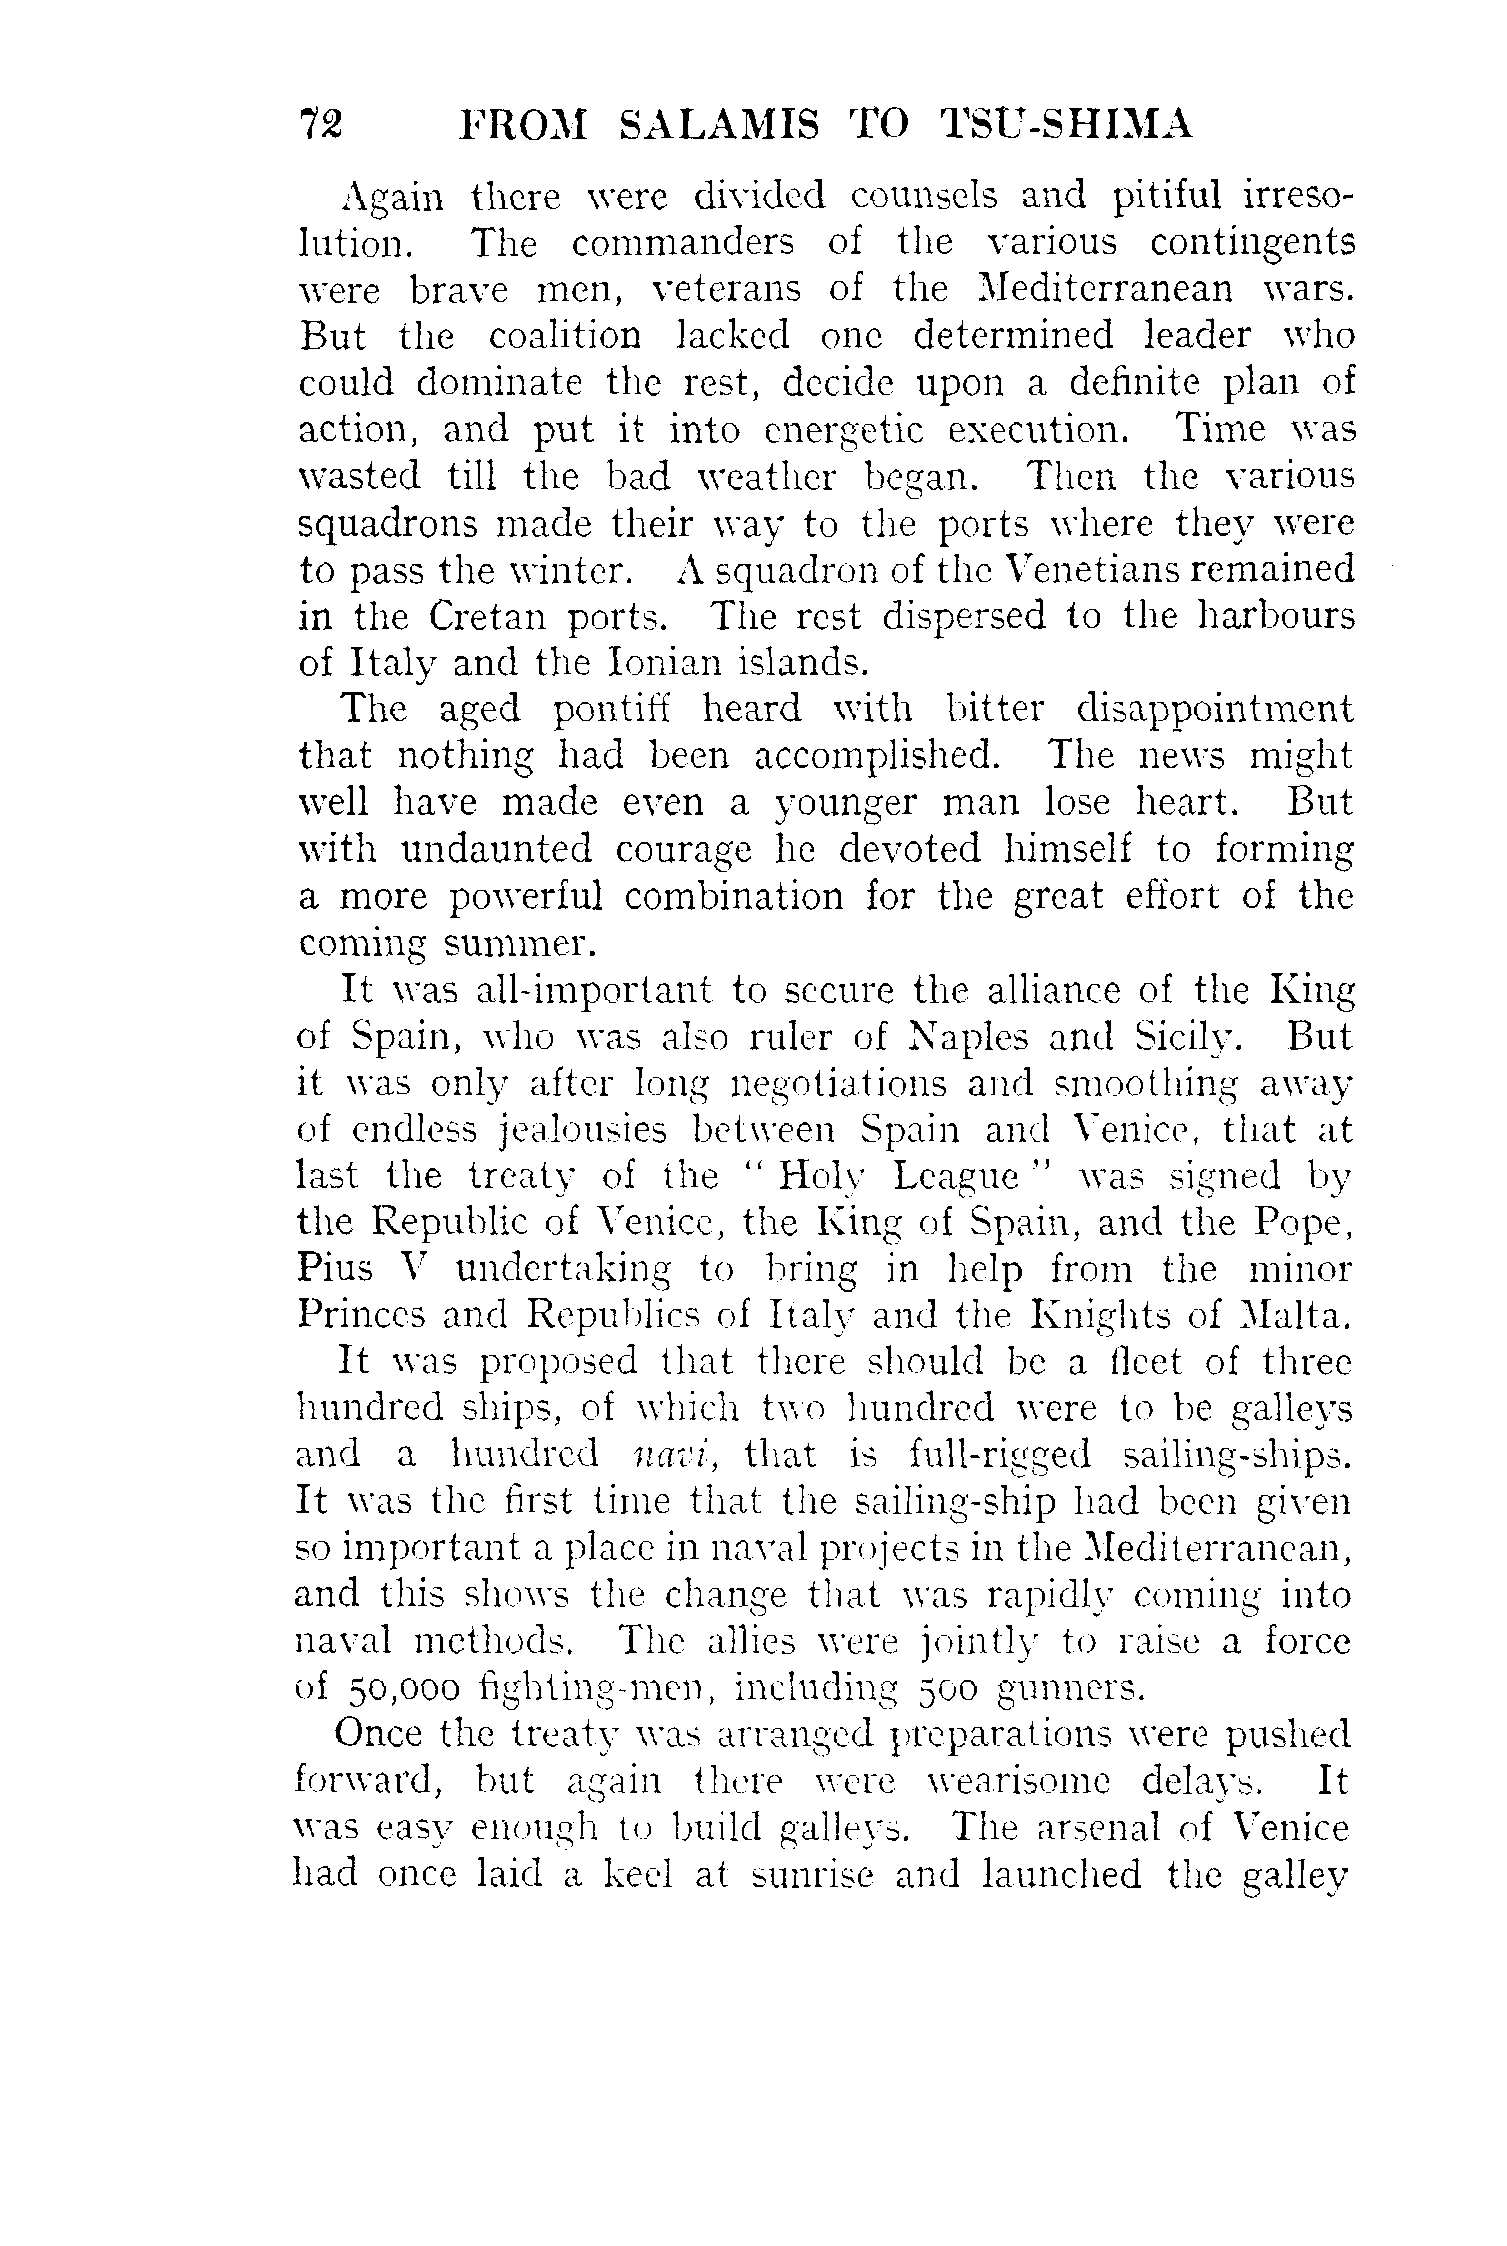 72 FROM SALAMIS TO TSU-SHIMA
Again there were divided counsels and pitiful irreso-
lution. The commanders of the various contingents
were brave men, veterans of the Mediterranean wars.
But the coalition lacked one determined leader who
could dominate the rest, decide upon a definite plan of
action, and put it into energetic execution. Time was
wasted till the bad weather began. Then the various
squadrons made their way to the ports where they were
to pass the winter. A squadron of the Venetians remained
in the Cretan ports. The rest dispersed to the harbours
of Italy and the Ionian islands.
The aged pontiff heard with bitter disappointment
that nothing had been accomplished. The news might
well have made even a younger man lose heart. But
with undaunted courage he devoted himself to forming
a more powerful combination for the great effort of the
coming summer.
It was all-important to secure the alliance of the King
of Spain, who was also ruler of Naples and Sicily. But
it was only after long negotiations and smoothing away
of endless jealousies between Spain and Venice, that at
last the treaty of the " Holy League " was signed by
the Republic of Venice, the King of Spain, and the Pope,
Pius V undertaking to bring in help from the minor
Princes and Republics of Italy and the Knights of Malta.
It was proposed that there should be a fleet of three
hundred ships, of which two hundred were to be galleys
and a hundred navi, that is full-rigged sailing-ships.
It was the first time that the sailing-ship had been given
so important a place in naval projects in the Mediterranean,
and this shows the change that was rapidly coming into
naval methods. The allies were jointly to raise a force
of 50,000 fighting-men, including 500 gunners.
Once the treaty was arranged preparations were pushed
forward, but again there were wearisome delays. It
was easy enough to build galleys. The arsenal of Venice
had once laid a keel at sunrise and launched the galley